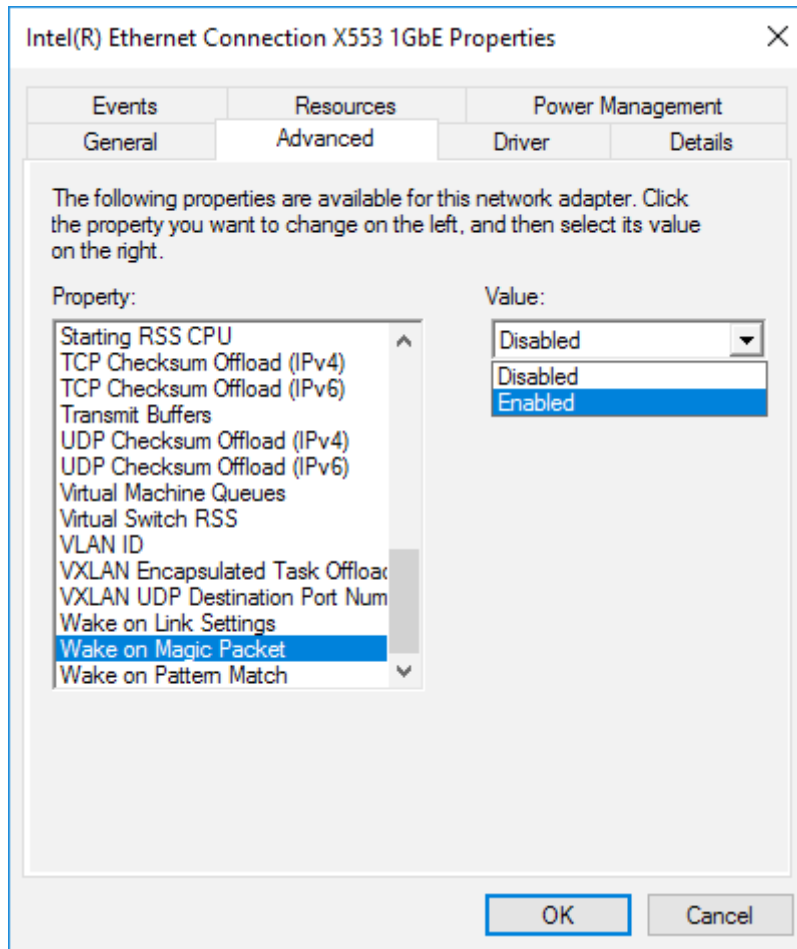 Intel(R) Ethernet Connection X553 1GbE Properties
Events Resources Power Management
General Advanced Driver Details
The following properties are available for this network adapter. Click
the property you want to change on the left, and then select its value
on the right.
Property: Value:
Starting RSS CPU
TCP Checksum Offload (IPv4)
TCP Checksum Offload (IPv6)
Transmit Buffers
UDP Checksum Offload (IPv4)
UDP Checksum Offload (IPv6)
Virtual Machine Queues
Virtual Switch RSS
VLAN ID
VXLAN Encapsulated Task Offload
VXLAN UDP Destination Port Num
Wake on Link Settings
Wake on Magic Packet
Wake on Pattern Match
Disabled
Disabled
Enabled
OK Cancel